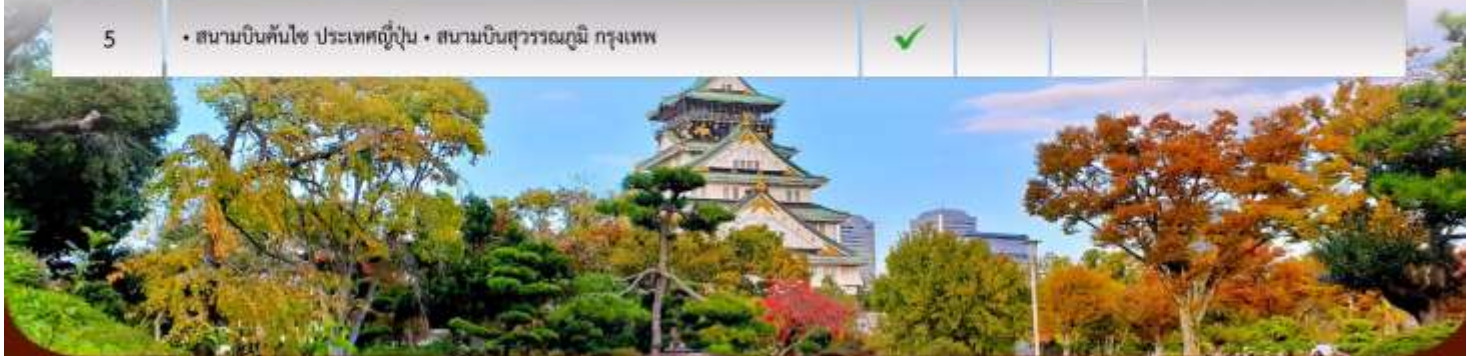 5 • สนามบินคันไซ ประเทศญี่ปุ่น • สนามบินสุวรรณภูมิ กรุงเทพ ✓